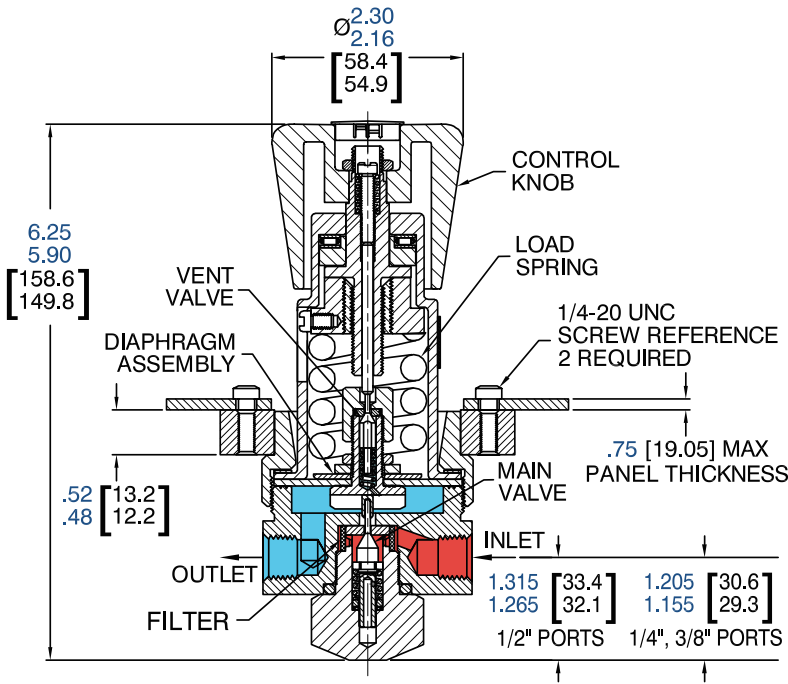 Ø 2.30
2.16
[58.4
54.9]
CONTROL
KNOB
6.25
5.90
[158.6
149.8]
LOAD
SPRING
VENT
VALVE
1/4-20 UNC
SCREW REFERENCE
2 REQUIRED
DIAPHRAGM
ASSEMBLY
.75 [19.05] MAX
PANEL THICKNESS
MAIN
VALVE
.52 [13.2
.48 12.2]
INLET
OUTLET
FILTER
1.315 [33.4
1.265 32.1]
1/2" PORTS
1.205 [30.6
1.155 29.3]
1/4", 3/8" PORTS